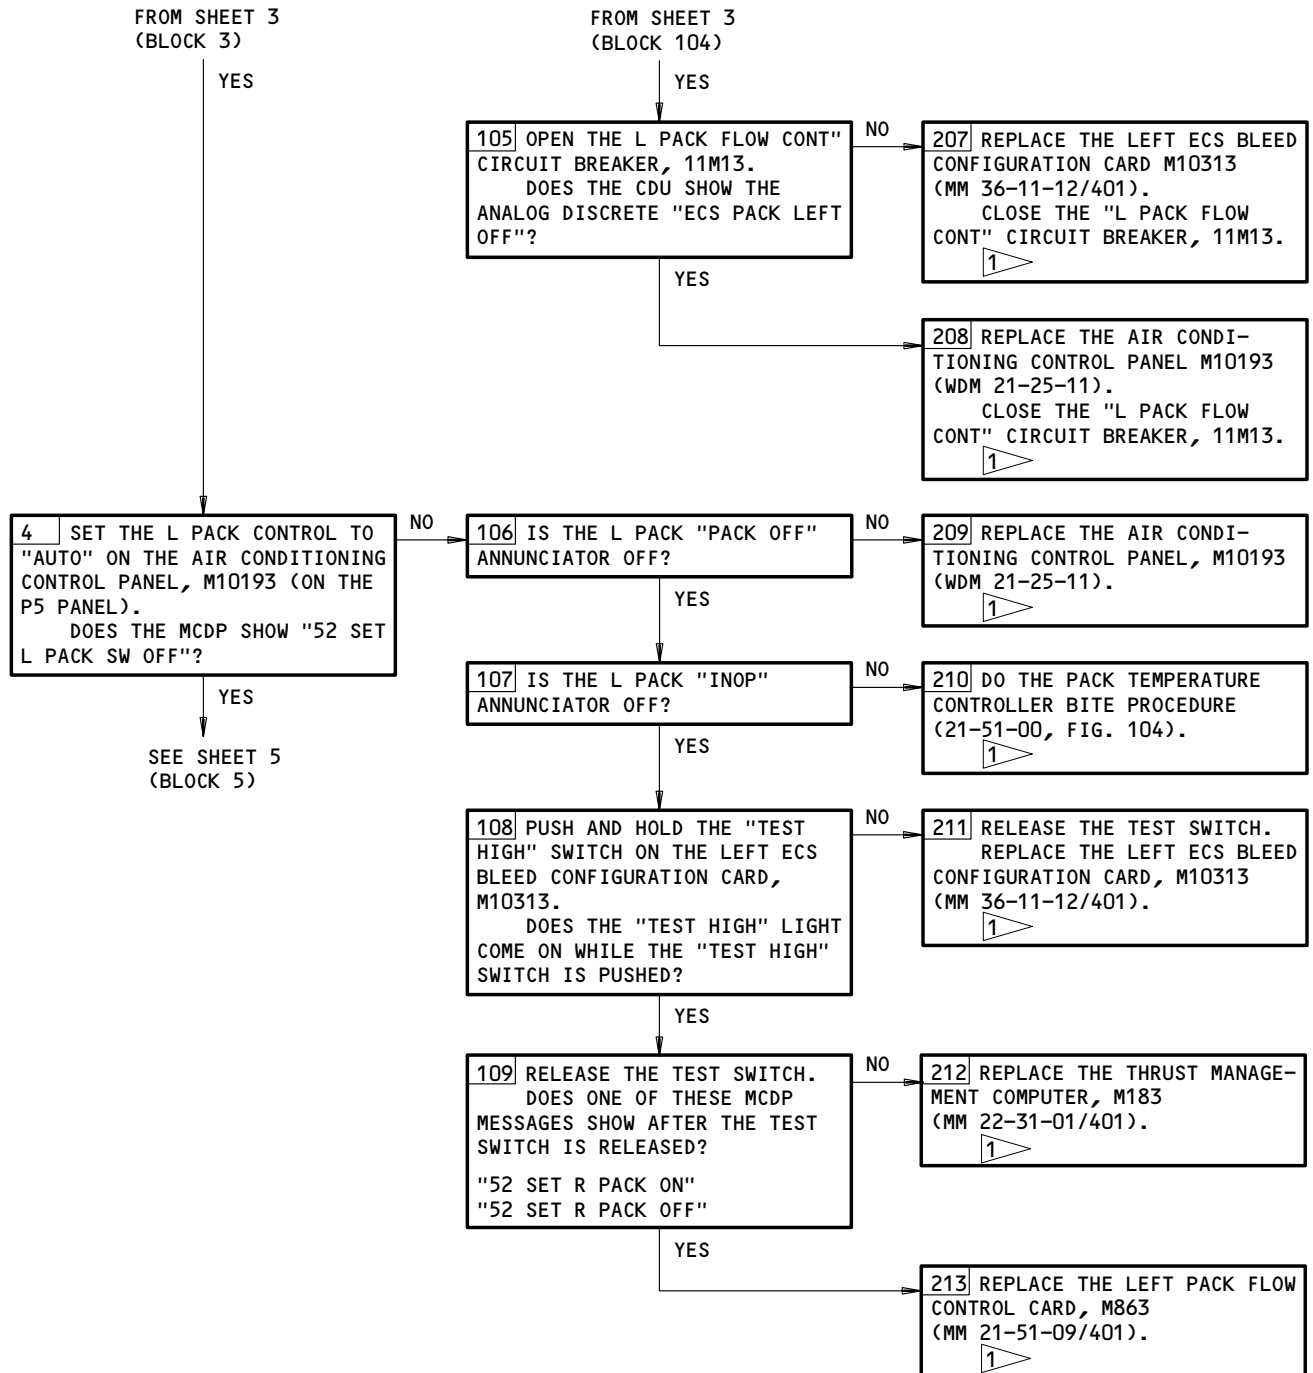 FROM SHEET 3
(BLOCK 3)
YES
FROM SHEET 3
(BLOCK 104)
YES
105 OPEN THE L PACK FLOW CONT"
CIRCUIT BREAKER, 11M13.
DOES THE CDU SHOW THE
ANALOG DISCRETE "ECS PACK LEFT
OFF"?
NO
207 REPLACE THE LEFT ECS BLEED
CONFIGURATION CARD M10313
(MM 36-11-12/401).
CLOSE THE "L PACK FLOW
CONT" CIRCUIT BREAKER, 11M13.
1
YES
208 REPLACE THE AIR CONDI-
TIONING CONTROL PANEL M10193
(WDM 21-25-11).
CLOSE THE "L PACK FLOW
CONT" CIRCUIT BREAKER, 11M13.
1
4 SET THE L PACK CONTROL TO
"AUTO" ON THE AIR CONDITIONING
CONTROL PANEL, M10193 (ON THE
P5 PANEL).
DOES THE MCDP SHOW "52 SET
L PACK SW OFF"?
NO
YES
SEE SHEET 5
(BLOCK 5)
106 IS THE L PACK "PACK OFF"
ANNUNCIATOR OFF?
NO
209 REPLACE THE AIR CONDI-
TIONING CONTROL PANEL, M10193
(WDM 21-25-11).
1
YES
107 IS THE L PACK "INOP"
ANNUNCIATOR OFF?
NO
210 DO THE PACK TEMPERATURE
CONTROLLER BITE PROCEDURE
(21-51-00, FIG. 104).
1
YES
108 PUSH AND HOLD THE "TEST
HIGH" SWITCH ON THE LEFT ECS
BLEED CONFIGURATION CARD,
M10313.
DOES THE "TEST HIGH" LIGHT
COME ON WHILE THE "TEST HIGH"
SWITCH IS PUSHED?
NO
211 RELEASE THE TEST SWITCH.
REPLACE THE LEFT ECS BLEED
CONFIGURATION CARD, M10313
(MM 36-11-12/401).
1
YES
109 RELEASE THE TEST SWITCH.
DOES ONE OF THESE MCDP
MESSAGES SHOW AFTER THE TEST
SWITCH IS RELEASED?
"52 SET R PACK ON"
"52 SET R PACK OFF"
NO
212 REPLACE THE THRUST MANAGE-
MENT COMPUTER, M183
(MM 22-31-01/401).
1
YES
213 REPLACE THE LEFT PACK FLOW
CONTROL CARD, M863
(MM 21-51-09/401).
1